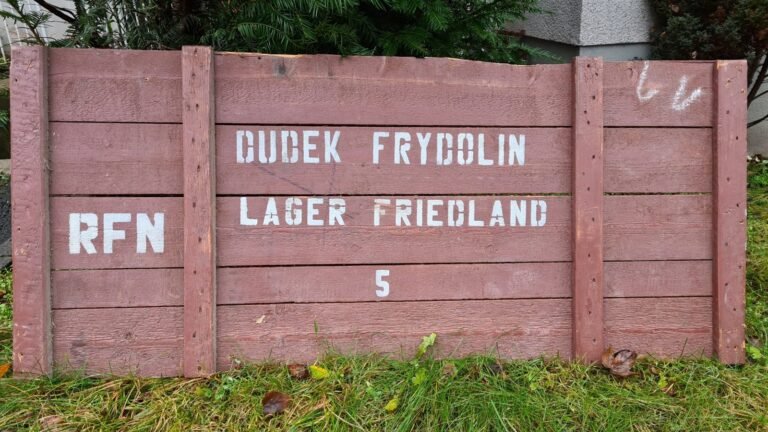 DUDEK FRYDOLIN
LAGER FRIEDLAND
RFN
5